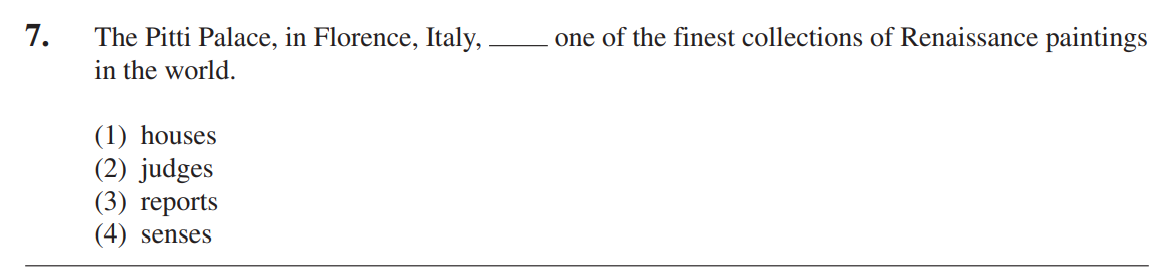 7. The Pitti Palace, in Florence, Italy, ____ one of the finest collections of Renaissance paintings
in the world.
(1) houses
(2) judges
(3) reports
(4) senses